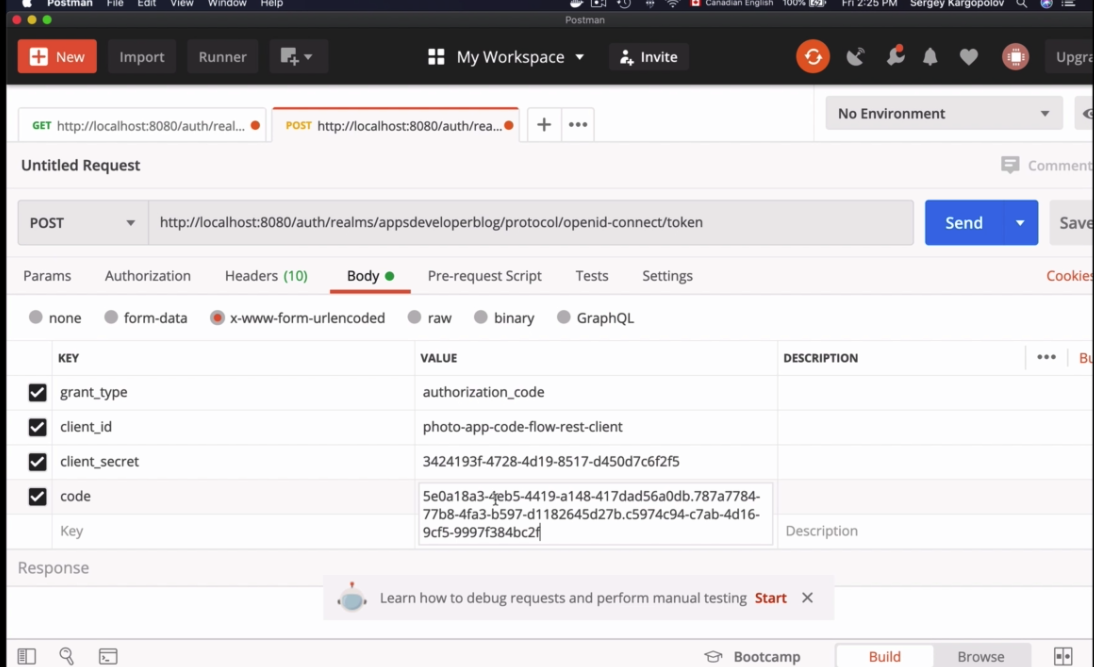 Postman File Edit View Window Help Canadian English 100% Fri 2:25 PM Sergey Kargopolov
Postman
New Import Runner My Workspace Invite
GET http://localhost:8080/auth/real... POST http://localhost:8080/auth/rea... + ••• No Environment
Untitled Request Comment
POST http://localhost:8080/auth/realms/appsdeveloperblog/protocol/openid-connect/token Send Save
Params Authorization Headers (10) Body Pre-request Script Tests Settings Cookies
none form-data x-www-form-urlencoded raw binary GraphQL
KEY VALUE DESCRIPTION •••
grant_type authorization_code
client_id photo-app-code-flow-rest-client
client_secret 3424193f-4728-4d19-8517-d450d7c6f2f5
code 5e0a18a3-4eb5-4419-a148-417dad56a0db.787a7784-
77b8-4fa3-b597-d1182645d27b.c5974c94-c7ab-4d16-
9cf5-9997f384bc2f
Key Description
Response
Learn how to debug requests and perform manual testing Start
Bootcamp Build Browse